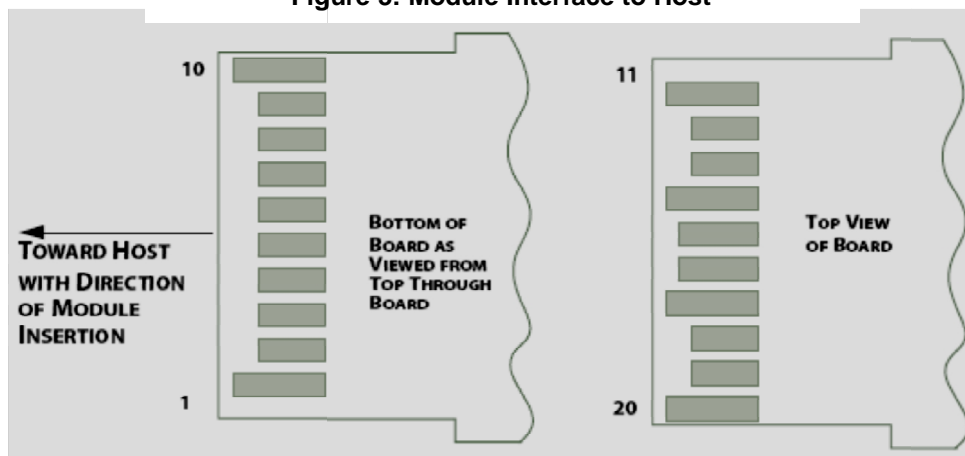 Figure 3. Module Interface to Host
10
1
TOWARD HOST
WITH DIRECTION
OF MODULE
INSERTION
BOTTOM OF
BOARD AS
VIEWED FROM
TOP THROUGH
BOARD
11
20
TOP VIEW
OF BOARD